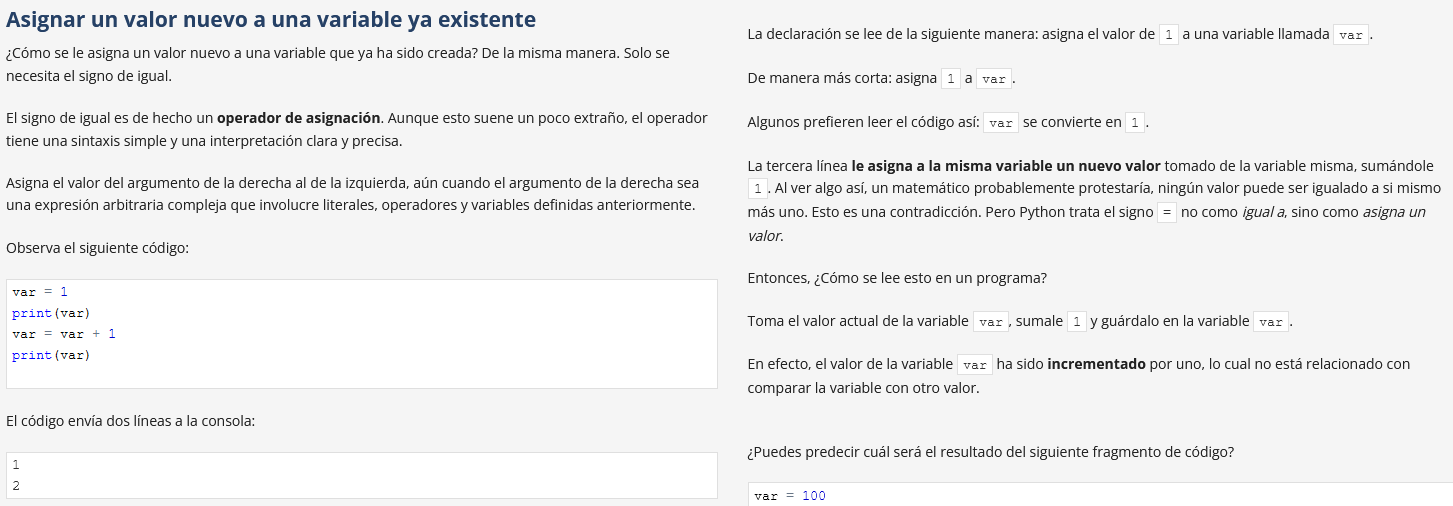 Asignar un valor nuevo a una variable ya existente
¿Cómo se le asigna un valor nuevo a una variable que ya ha sido creada? De la misma manera. Solo se
necesita el signo de igual.
El signo de igual es de hecho un operador de asignación. Aunque esto suene un poco extraño, el operador
tiene una sintaxis simple y una interpretación clara y precisa.
Asigna el valor del argumento de la derecha al de la izquierda, aún cuando el argumento de la derecha sea
una expresión arbitraria compleja que involucre literales, operadores y variables definidas anteriormente.
Observa el siguiente código:
var = 1
print(var)
var = var + 1
print(var)
El código envía dos líneas a la consola:
1
2
La declaración se lee de la siguiente manera: asigna el valor de 1 a una variable llamada var.
De manera más corta: asigna 1 a var.
Algunos prefieren leer el código así: var se convierte en 1.
La tercera línea le asigna a la misma variable un nuevo valor tomado de la variable misma, sumándole
1. Al ver algo así, un matemático probablemente protestaría, ningún valor puede ser igualado a si mismo
más uno. Esto es una contradicción. Pero Python trata el signo = no como igual a, sino como asigna un
valor.
Entonces, ¿Cómo se lee esto en un programa?
Toma el valor actual de la variable var, sumale 1 y guárdalo en la variable var.
En efecto, el valor de la variable var ha sido incrementado por uno, lo cual no está relacionado con
comparar la variable con otro valor.
¿Puedes predecir cuál será el resultado del siguiente fragmento de código?
var = 100